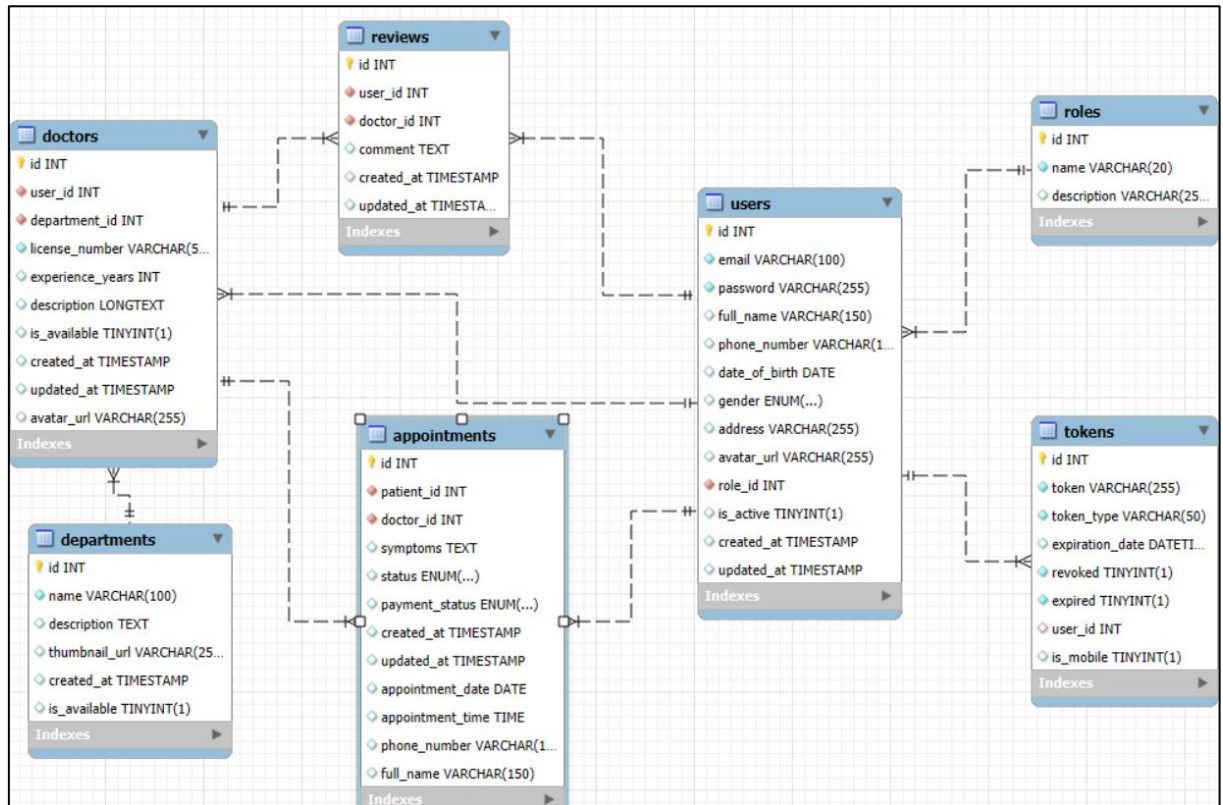 reviews
id INT
user_id INT
doctor_id INT
comment TEXT
created_at TIMESTAMP
updated_at TIMESTA...
Indexes
doctors
id INT
user_id INT
department_id INT
license_number VARCHAR(5...
experience_years INT
description LONGTEXT
is_available TINYINT(1)
created_at TIMESTAMP
updated_at TIMESTAMP
avatar_url VARCHAR(255)
Indexes
departments
id INT
name VARCHAR(100)
description TEXT
thumbnail_url VARCHAR(25...
created_at TIMESTAMP
is_available TINYINT(1)
Indexes
appointments
id INT
patient_id INT
doctor_id INT
symptoms TEXT
status ENUM(...)
payment_status ENUM(...)
created_at TIMESTAMP
updated_at TIMESTAMP
appointment_date DATE
appointment_time TIME
phone_number VARCHAR(1...
full_name VARCHAR(150)
Indexes
users
id INT
email VARCHAR(100)
password VARCHAR(255)
full_name VARCHAR(150)
phone_number VARCHAR(1...
date_of_birth DATE
gender ENUM(...)
address VARCHAR(255)
avatar_url VARCHAR(255)
role_id INT
is_active TINYINT(1)
created_at TIMESTAMP
updated_at TIMESTAMP
Indexes
roles
id INT
name VARCHAR(20)
description VARCHAR(25...
Indexes
tokens
id INT
token VARCHAR(255)
token_type VARCHAR(50)
expiration_date DATETI...
revoked TINYINT(1)
expired TINYINT(1)
user_id INT
is_mobile TINYINT(1)
Indexes